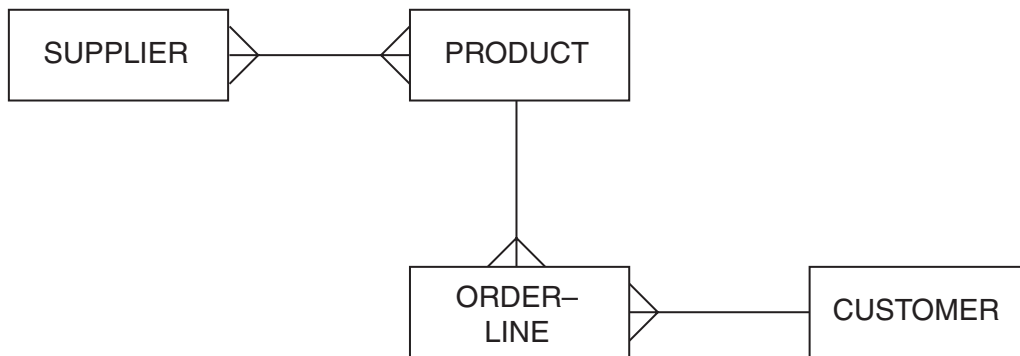 SUPPLIER
PRODUCT
ORDER–
LINE
CUSTOMER